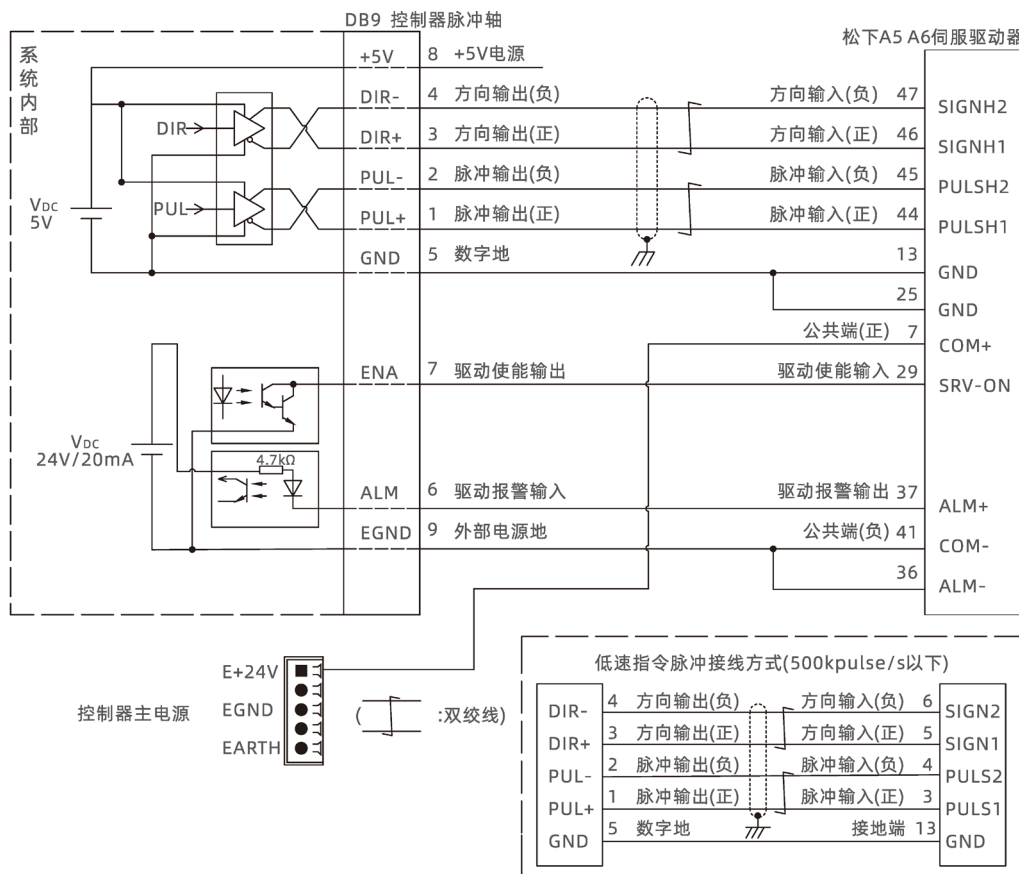 DB9 控制器脉冲轴
松下A5 A6伺服驱动器
系统内部
+5V 8 +5V电源
DIR- 4 方向输出(负) 方向输入(负) 47 SIGNH2
DIR
DIR+ 3 方向输出(正) 方向输入(正) 46 SIGNH1
PUL- 2 脉冲输出(负) 脉冲输入(负) 45 PULSH2
VDC
5V
PUL
PUL+ 1 脉冲输出(正) 脉冲输入(正) 44 PULSH1
GND 5 数字地 13 GND
25 GND
公共端(正) 7 COM+
ENA 7 驱动使能输出 驱动使能输入 29 SRV-ON
VDC
24V/20mA
4.7kΩ
ALM 6 驱动报警输入 驱动报警输出 37 ALM+
EGND 9 外部电源地 公共端(负) 41 COM-
36 ALM-
控制器主电源
E+24V
EGND
EARTH
( :双绞线)
低速指令脉冲接线方式(500kpulse/s以下)
DIR- 4 方向输出(负) 方向输入(负) 6 SIGN2
DIR+ 3 方向输出(正) 方向输入(正) 5 SIGN1
PUL- 2 脉冲输出(负) 脉冲输入(负) 4 PULS2
PUL+ 1 脉冲输出(正) 脉冲输入(正) 3 PULS1
GND 5 数字地 接地端 13 GND